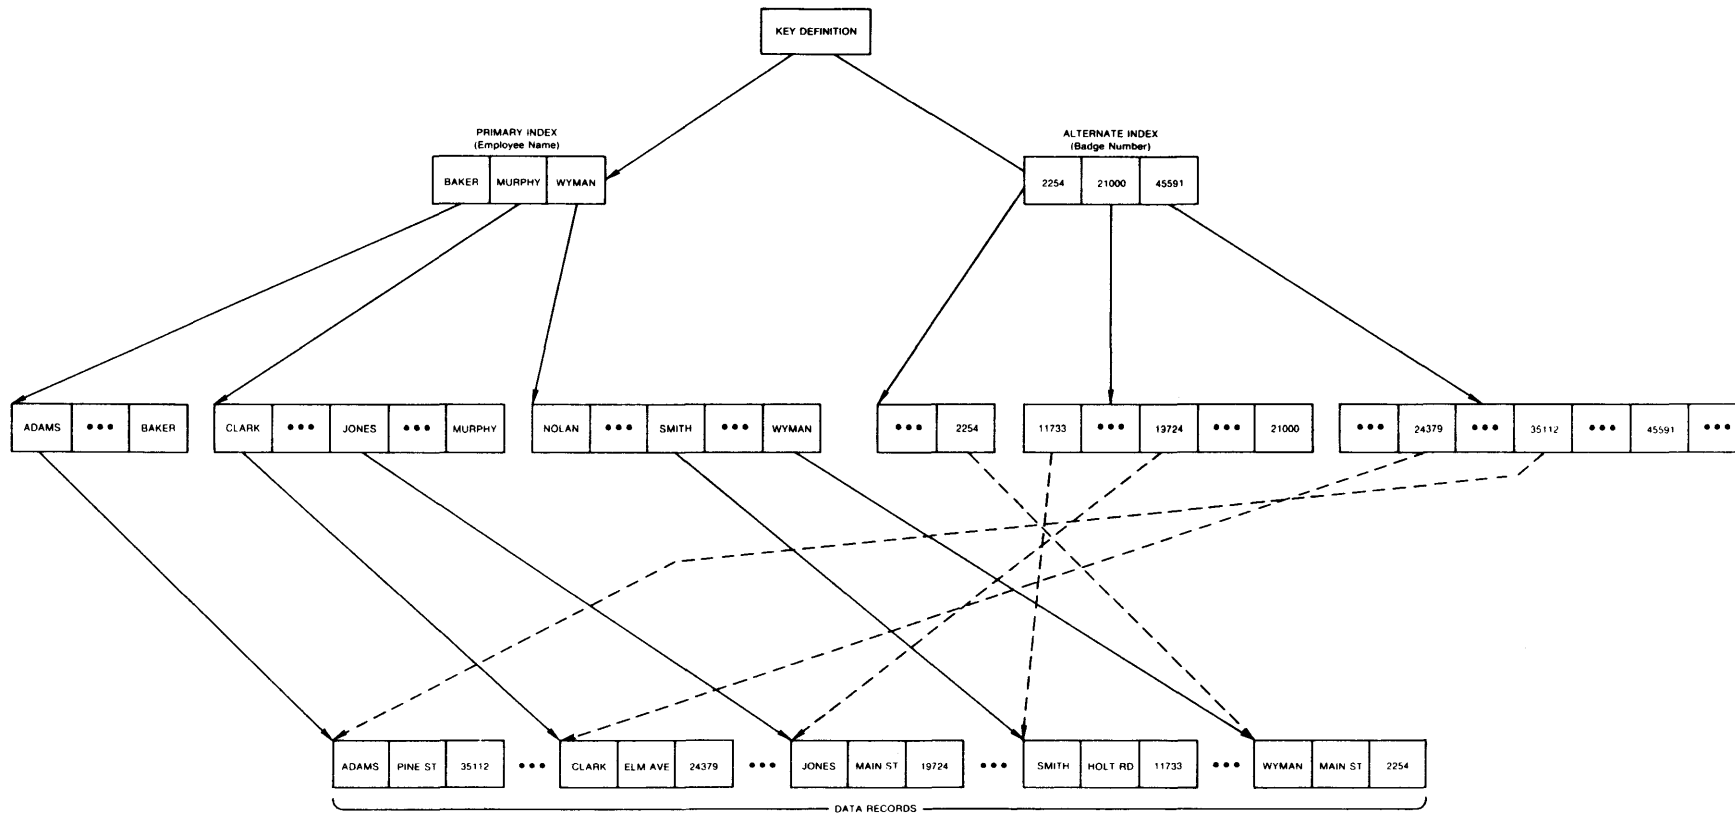 KEY DEFINITION
PRIMARY INDEX
(Employee Name)
ALTERNATE INDEX
(Badge Number)
BAKER MURPHY WYMAN
2254 21000 45591
ADAMS ••• BAKER
CLARK ••• JONES ••• MURPHY
NOLAN ••• SMITH ••• WYMAN
••• 2254
11733 ••• 19724 ••• 21000
••• 24379 ••• 35112 ••• 45591 •••
ADAMS PINE ST 35112 ••• CLARK ELM AVE 24379 ••• JONES MAIN ST 19724 ••• SMITH HOLT RD 11733 ••• WYMAN MAIN ST 2254
DATA RECORDS